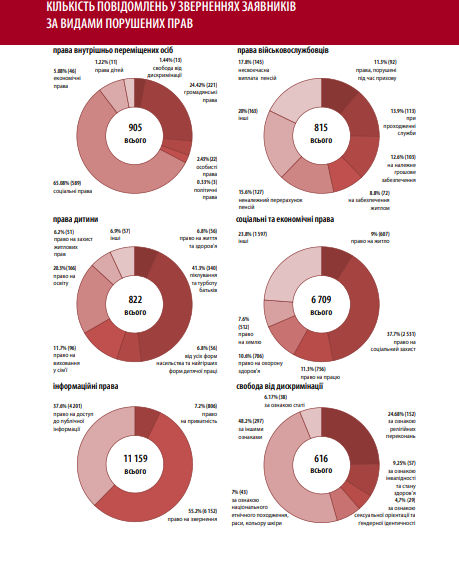 КІЛЬКІСТЬ ПОВІДОМЛЕНЬ У ЗВЕРНЕННЯХ ЗАЯВНИКІВ
ЗА ВИДАМИ ПОРУШЕНИХ ПРАВ
права внутрішньо переміщених осіб
5.08% (46)
економічні
права
1.22% (11)
права дітей
1.44% (13)
свобода від
дискримінації
24.42% (221)
громадянські
права
2.43% (22)
особисті
права
0.33% (3)
політичні
права
65.08% (589)
соціальні права
905
всього
права військовослужбовців
17.8% (145)
несвоєчасна
виплата пенсій
11.3% (92)
права, порушені
під час призову
20% (163)
інші
13.9% (113)
при
проходженні
служби
12.6% (103)
на належне
грошове
забезпечення
8.8% (72)
на забезпечення
житлом
15.6% (127)
неналежний перерахунок
пенсій
815
всього
права дитини
6.2% (51)
право на захист
житлових
прав
6.9% (57)
інші
6.8% (56)
право на життя
та здоров'я
20.3% (166)
право на
освіту
41.3% (340)
піклування
та турботу
батьків
11.7% (96)
право на
виховання
у сім'ї
6.8% (56)
від усіх форм
насильства та найгірших
форм дитячої праці
822
всього
соціальні та економічні права
23.8% (1 597)
інші
9% (607)
право на житло
7.6%
(512)
право
на землю
37.7% (2 531)
право на
соціальний захист
10.6% (706)
право на охорону
здоров'я
11.3% (756)
право на працю
6 709
всього
інформаційні права
37.6% (4 201)
право на доступ
до публічної
інформації
7.2% (806)
право
на приватність
55.2% (6 152)
право на звернення
11 159
всього
свобода від дискримінації
6.17% (38)
за ознакою статі
48.2% (297)
за іншими
ознаками
24.68% (152)
за ознакою
релігійних
переконань
9.25% (57)
за ознакою
інвалідності
та стану
здоров'я
4,7% (29)
за ознакою
сексуальної орієнтації та
ґендерної ідентичності
7% (43)
за ознакою
національного
етнічного походження,
раси, кольору шкіри
616
всього